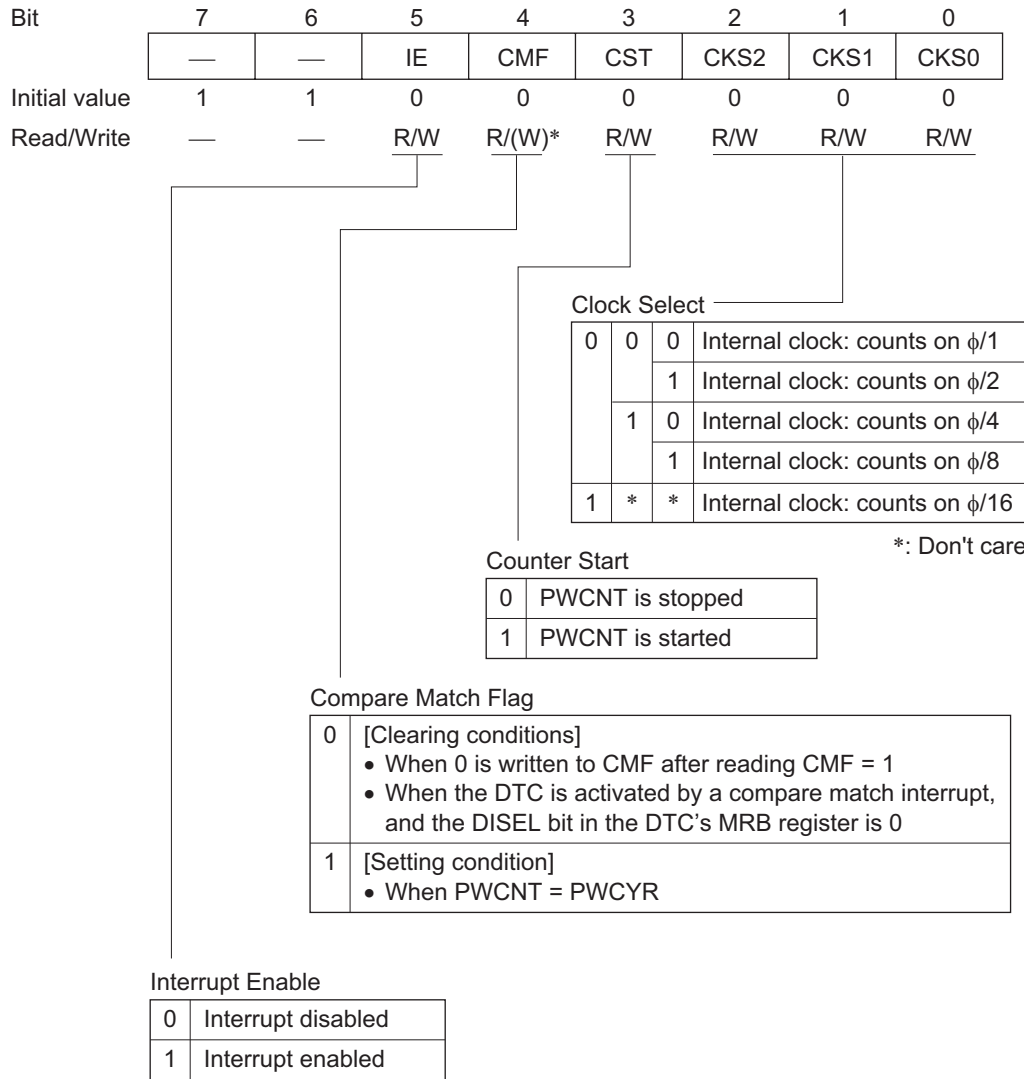 Bit 7 6 5 4 3 2 1 0
— — IE CMF CST CKS2 CKS1 CKS0
Initial value 1 1 0 0 0 0 0 0
Read/Write — — R/W R/(W)* R/W R/W R/W R/W
Clock Select
0 0 0 Internal clock: counts on ϕ/1
1 Internal clock: counts on ϕ/2
1 0 Internal clock: counts on ϕ/4
1 Internal clock: counts on ϕ/8
1 * * Internal clock: counts on ϕ/16
*: Don't care
Counter Start
0 PWCNT is stopped
1 PWCNT is started
Compare Match Flag
0 [Clearing conditions]
• When 0 is written to CMF after reading CMF = 1
• When the DTC is activated by a compare match interrupt,
and the DISEL bit in the DTC’s MRB register is 0
1 [Setting condition]
• When PWCNT = PWCYR
Interrupt Enable
0 Interrupt disabled
1 Interrupt enabled